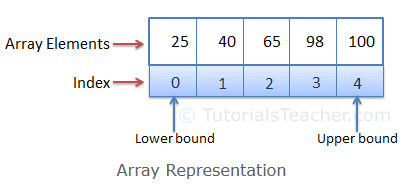 Array Elements 25 40 65 98 100
Index 0 1 2 3 4
© TutorialsTeacher.com
Lower bound Upper bound
Array Representation